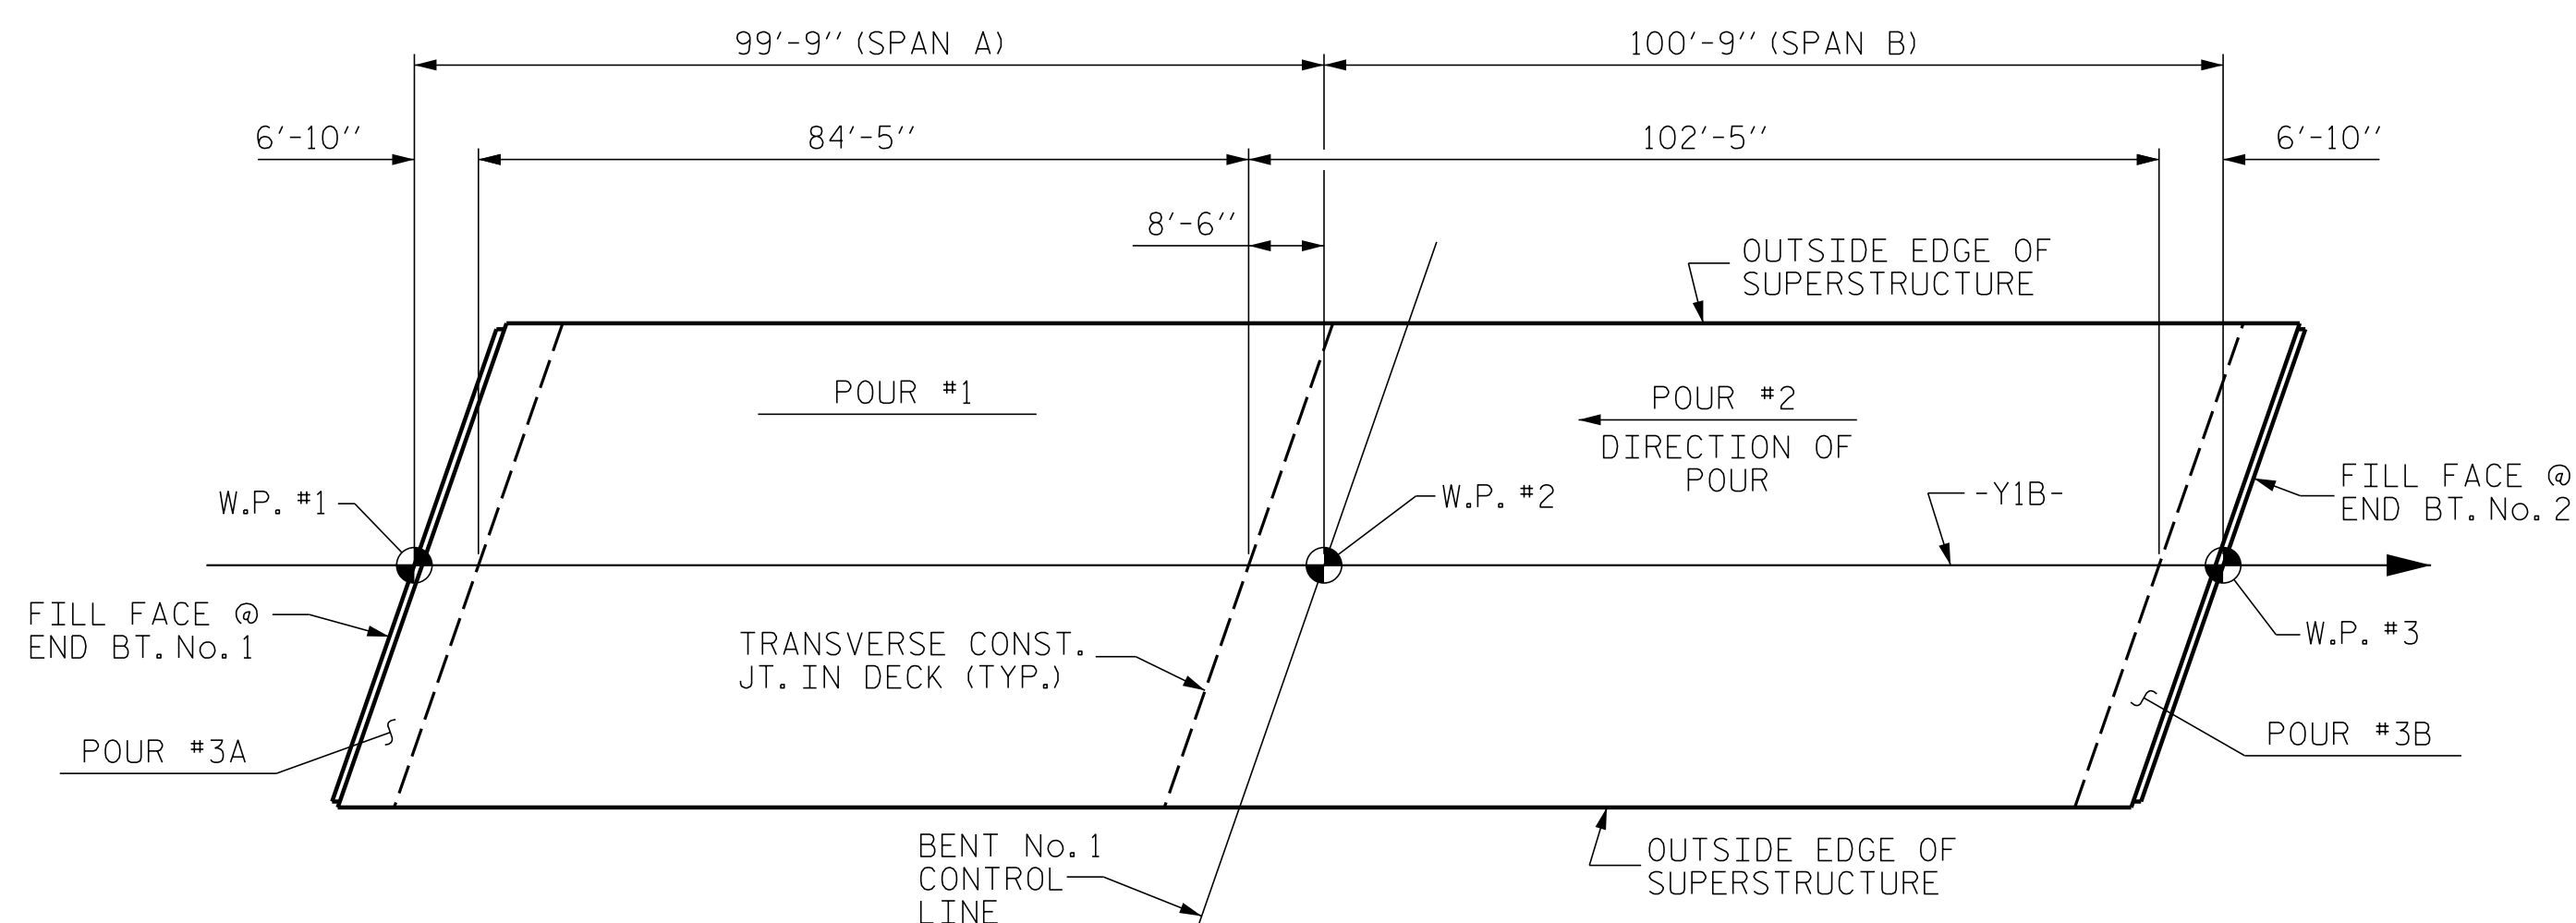 99'-9" (SPAN A)
100'-9" (SPAN B)
6'-10"
84'-5"
102'-5"
6'-10"
8'-6"
OUTSIDE EDGE OF
SUPERSTRUCTURE
POUR #1
POUR #2
DIRECTION OF
POUR
W.P. #1
W.P. #2
-Y1B-
FILL FACE @
END BT. No. 2
FILL FACE @
END BT. No. 1
TRANSVERSE CONST.
JT. IN DECK (TYP.)
W.P. #3
POUR #3A
POUR #3B
BENT No. 1
CONTROL
LINE
OUTSIDE EDGE OF
SUPERSTRUCTURE